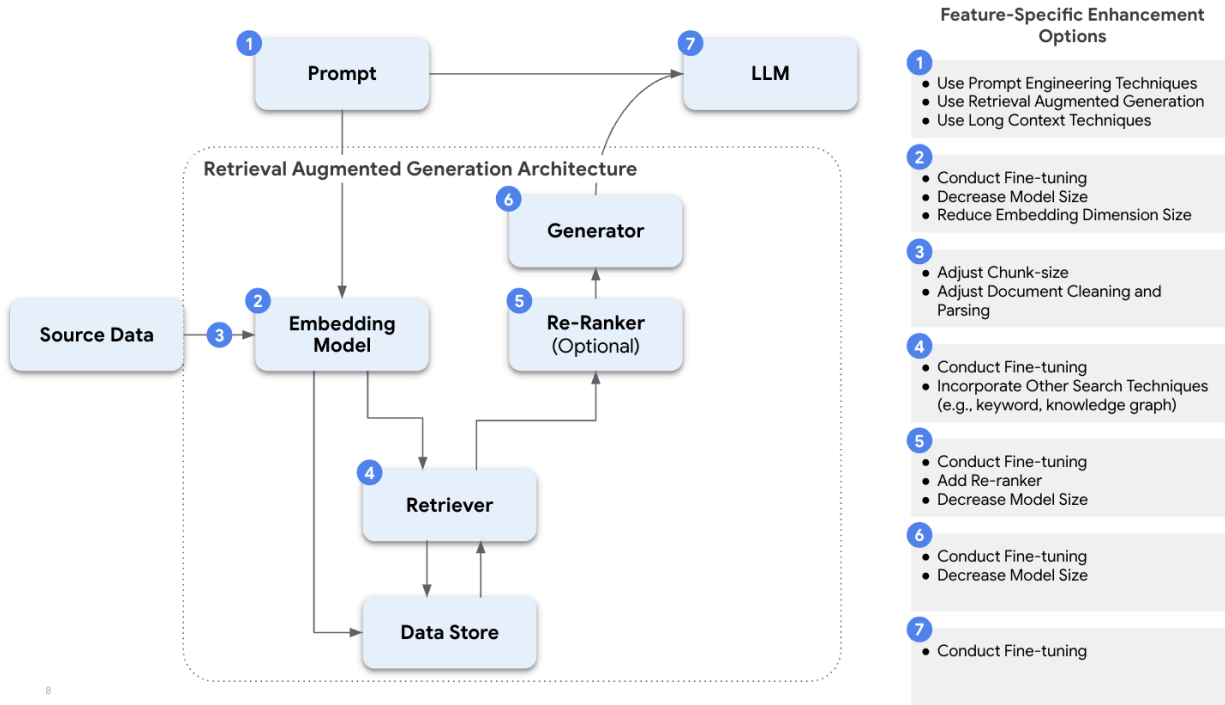 1
Prompt
7
LLM
Retrieval Augmented Generation Architecture
6
Generator
Source Data
3
2
Embedding
Model
5
Re-Ranker
(Optional)
4
Retriever
Data Store
8
Feature-Specific Enhancement
Options
1
● Use Prompt Engineering Techniques
● Use Retrieval Augmented Generation
● Use Long Context Techniques
2
● Conduct Fine-tuning
● Decrease Model Size
● Reduce Embedding Dimension Size
3
● Adjust Chunk-size
● Adjust Document Cleaning and
Parsing
4
● Conduct Fine-tuning
● Incorporate Other Search Techniques
(e.g., keyword, knowledge graph)
5
● Conduct Fine-tuning
● Add Re-ranker
● Decrease Model Size
6
● Conduct Fine-tuning
● Decrease Model Size
7
● Conduct Fine-tuning